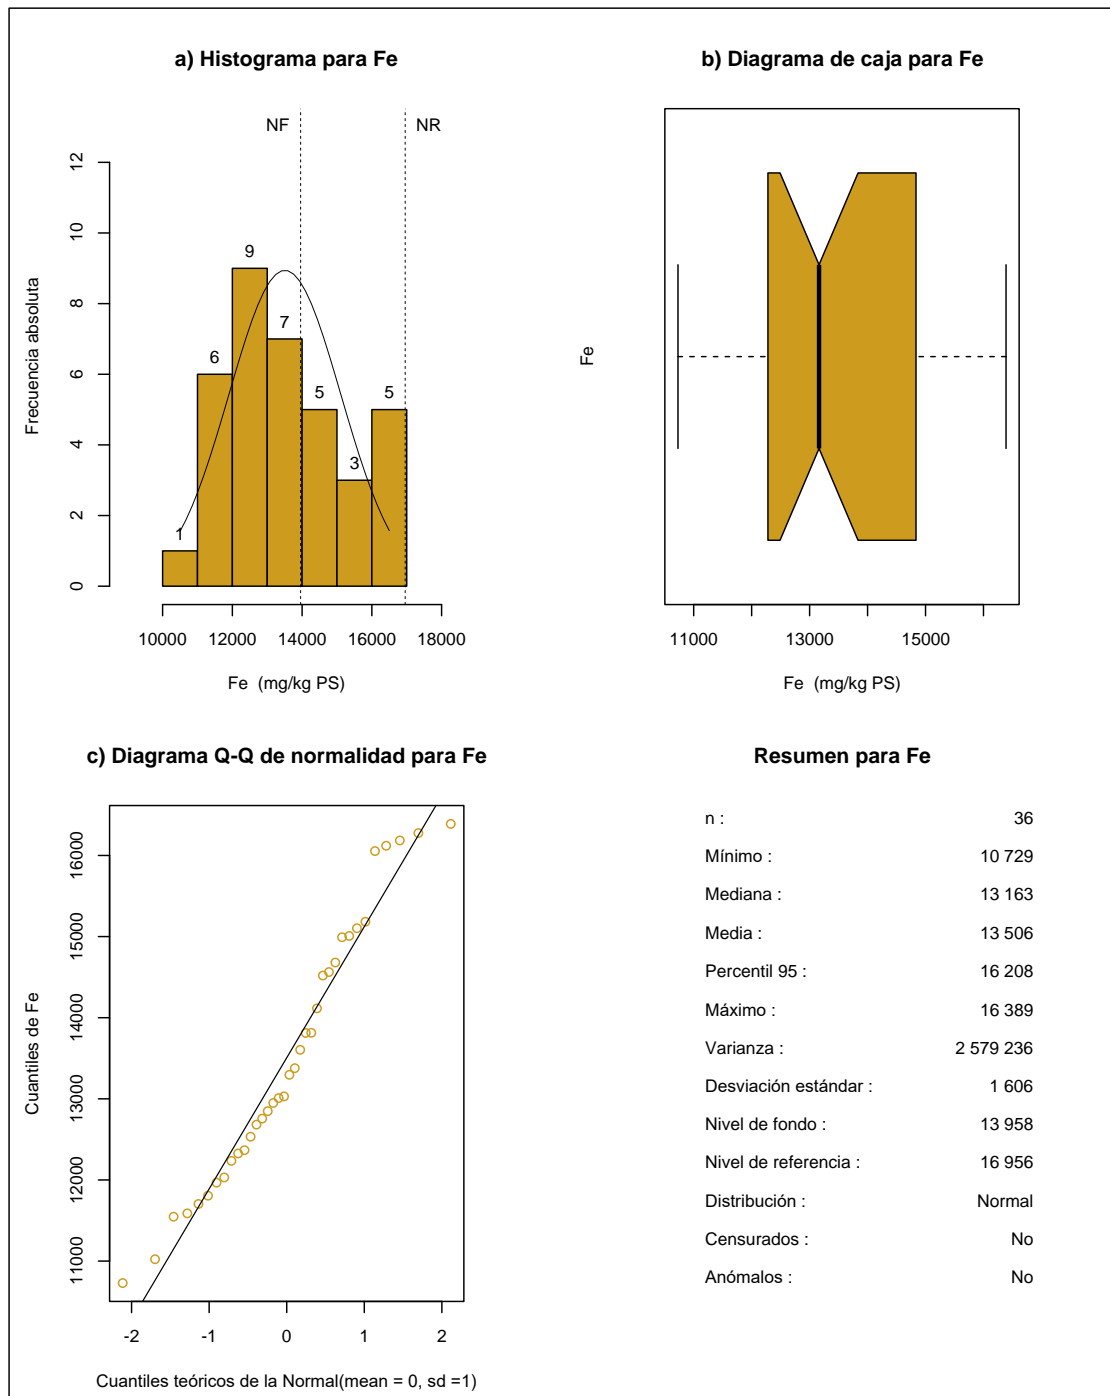 a) Histograma para Fe
NF
NR
Frecuencia absoluta
0
2
4
6
8
10
12
1
6
9
7
5
3
5
10000
12000
14000
16000
18000
Fe (mg/kg PS)
b) Diagrama de caja para Fe
Fe
11000
13000
15000
Fe (mg/kg PS)
c) Diagrama Q-Q de normalidad para Fe
Cuantiles de Fe
11000
12000
13000
14000
15000
16000
-2
-1
0
1
2
Cuantiles teóricos de la Normal(mean = 0, sd =1)
Resumen para Fe
n : 36
Mínimo : 10 729
Mediana : 13 163
Media : 13 506
Percentil 95 : 16 208
Máximo : 16 389
Varianza : 2 579 236
Desviación estándar : 1 606
Nivel de fondo : 13 958
Nivel de referencia : 16 956
Distribución : Normal
Censurados : No
Anómalos : No